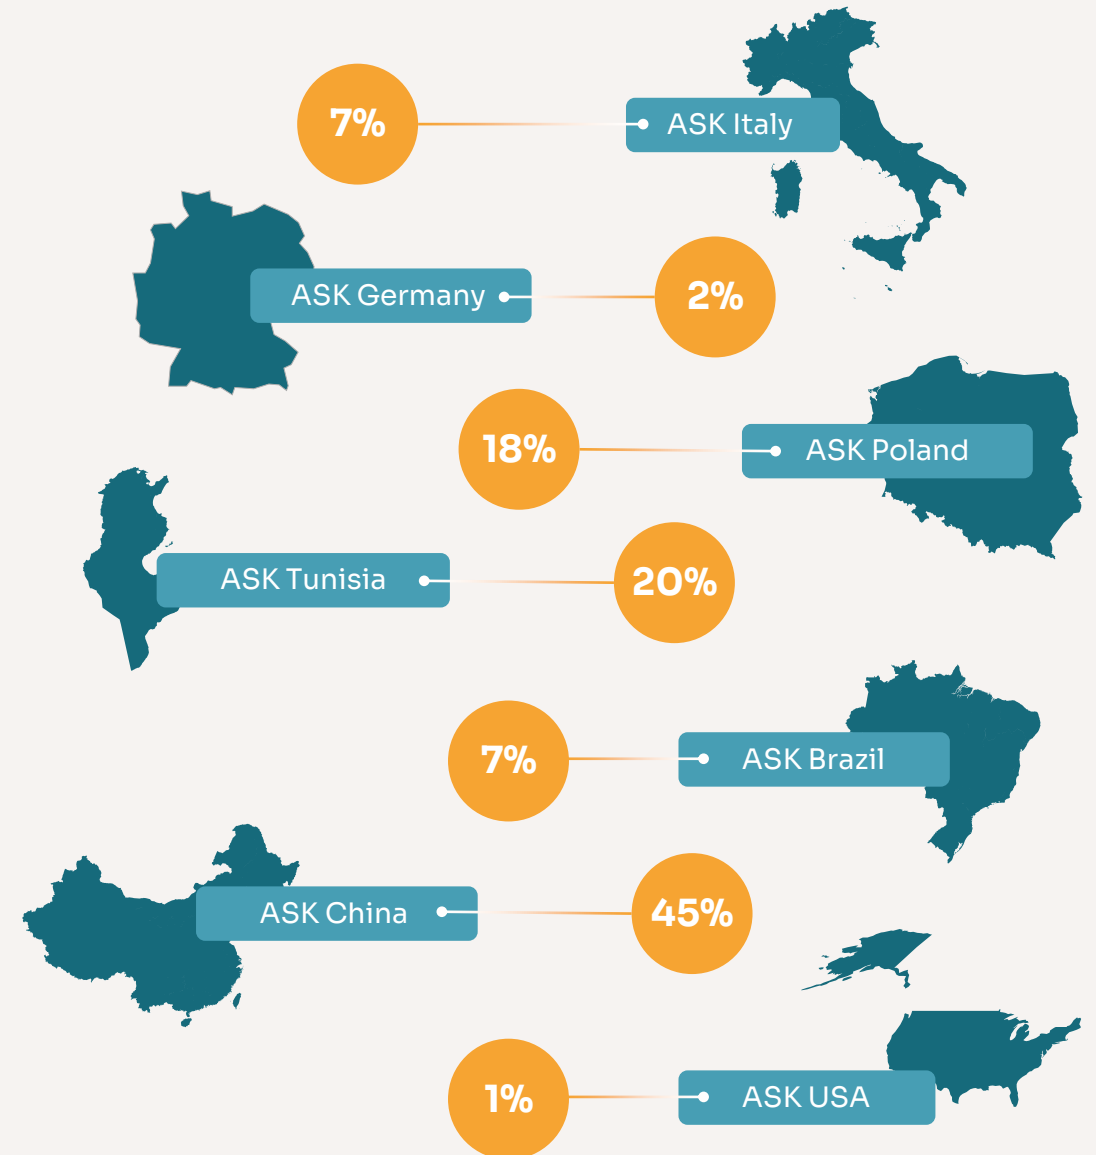 7%
ASK Italy
ASK Germany
2%
18%
ASK Poland
ASK Tunisia
20%
7%
ASK Brazil
ASK China
45%
1%
ASK USA